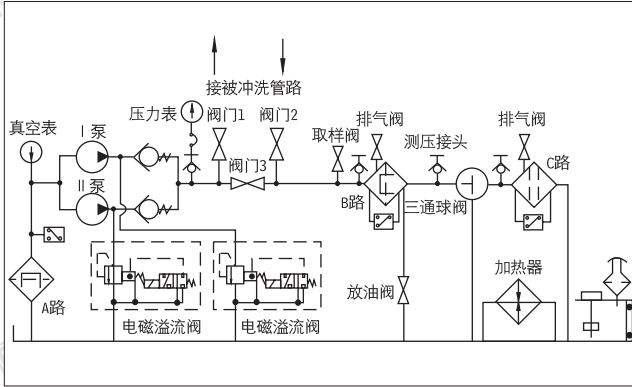 接被冲洗管路
压力表
阀门1
阀门2
真空表
I 泵
取样阀
排气阀
测压接头
排气阀
阀门3
C路
II 泵
B路
三通球阀
加热器
放油阀
A路
电磁溢流阀
电磁溢流阀